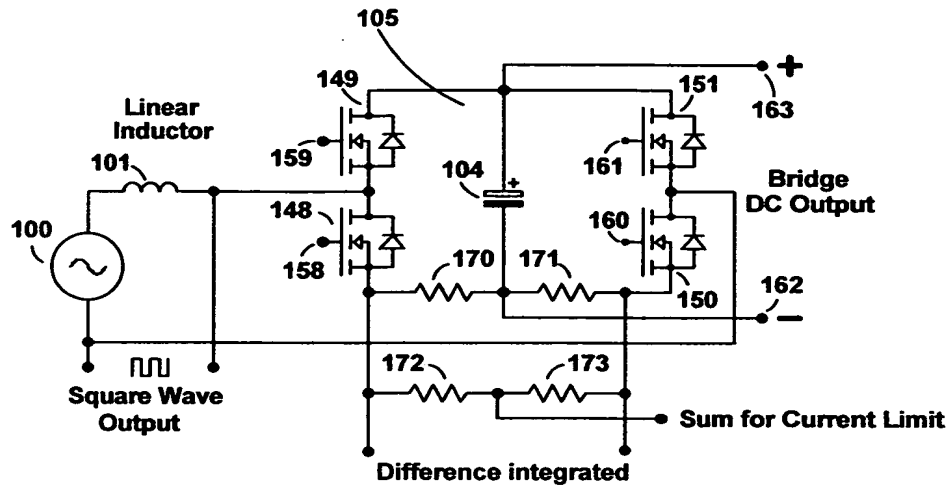 105
149
151
+
163
Linear
Inductor
101
159
161
104
+
Bridge
DC Output
100
148
160
158
170
171
150
162
−
172
173
Square Wave
Output
Sum for Current Limit
Difference integrated